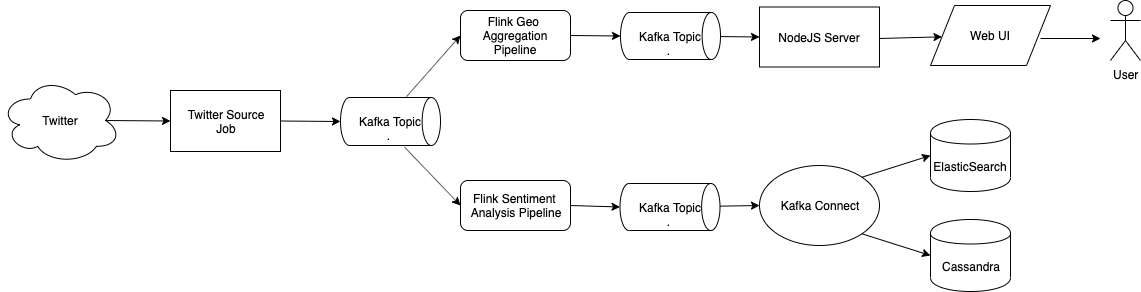 Twitter
Twitter Source
Job
Kafka Topic
.
Flink Geo
Aggregation
Pipeline
Kafka Topic
.
NodeJS Server
Web UI
User
Flink Sentiment
Analysis Pipeline
Kafka Topic
.
Kafka Connect
ElasticSearch
Cassandra